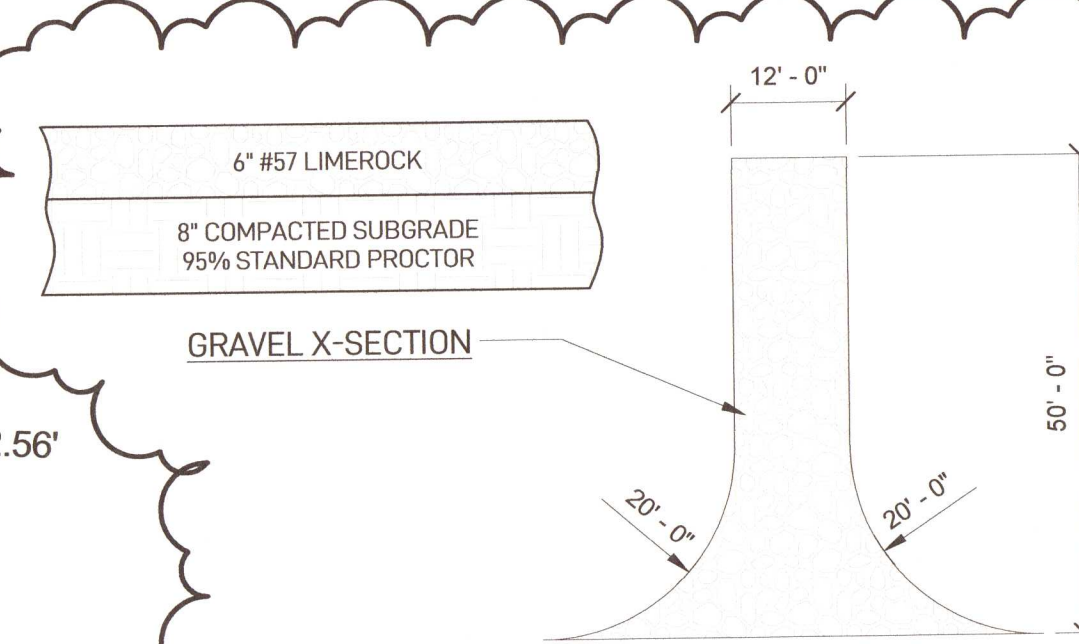 12' - 0"
6" #57 LIMEROCK
8" COMPACTED SUBGRADE
95% STANDARD PROCTOR
GRAVEL X-SECTION
50' - 0"
.56'
20' - 0"
20' - 0"